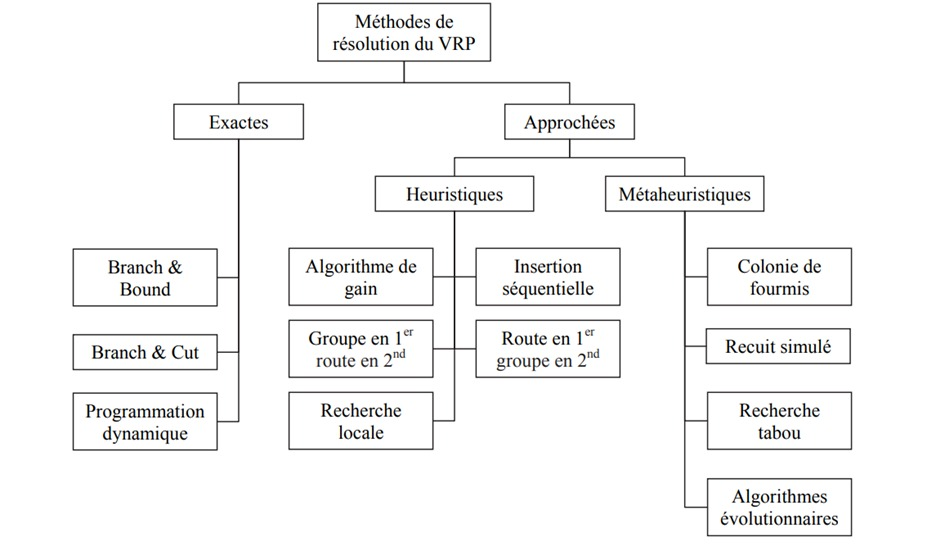 Méthodes de
résolution du VRP
Exactes
Approchées
Heuristiques
Métaheuristiques
Branch &
Bound
Algorithme de
gain
Insertion
séquentielle
Colonie de
fourmis
Branch & Cut
Groupe en 1er
route en 2nd
Route en 1er
groupe en 2nd
Recuit simulé
Programmation
dynamique
Recherche
locale
Recherche
tabou
Algorithmes
évolutionnaires